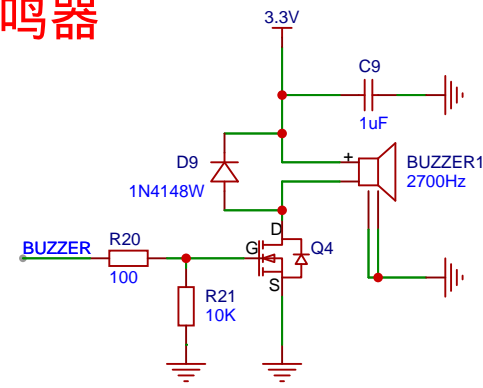 鸣器
3.3V
C9
1uF
D9
1N4148W
+
BUZZER1
2700Hz
D
G
Q4
S
BUZZER
R20
100
R21
10K